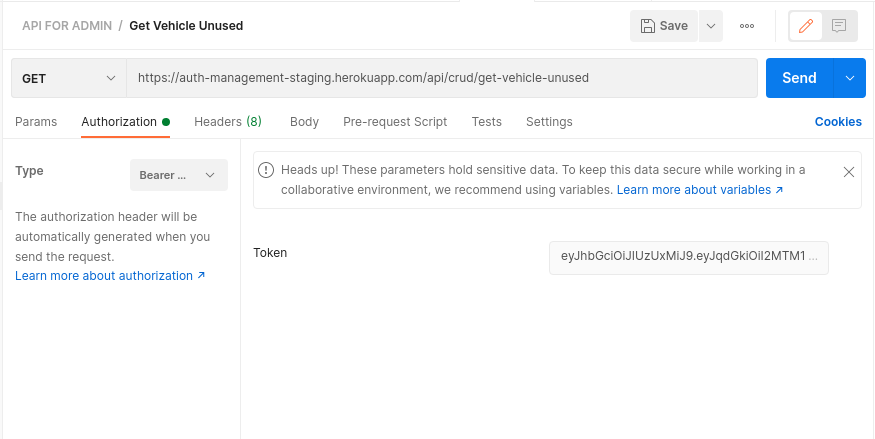 API FOR ADMIN / Get Vehicle Unused
Save
GET
https://auth-management-staging.herokuapp.com/api/crud/get-vehicle-unused
Send
Params
Authorization
Headers (8)
Body
Pre-request Script
Tests
Settings
Cookies
Type
Bearer ...
The authorization header will be
automatically generated when you
send the request.
Learn more about authorization ↗
Heads up! These parameters hold sensitive data. To keep this data secure while working in a
collaborative environment, we recommend using variables. Learn more about variables ↗
Token
eyJhbGciOiJIUzUxMiJ9.eyJqdGkiOiI2MTM1 ...